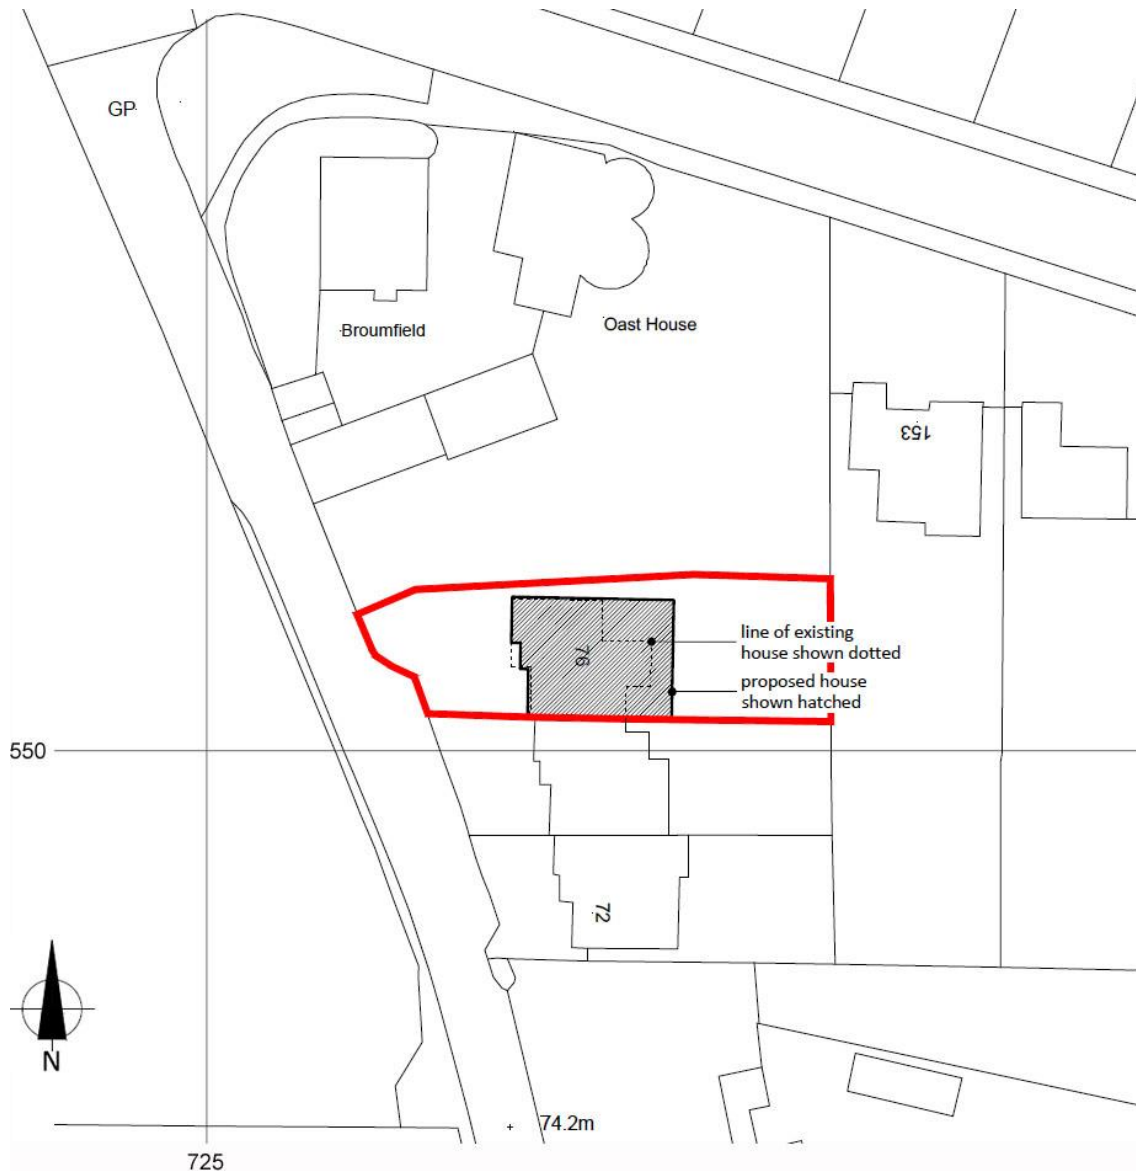 GP
Broumfield
Oast House
153
line of existing
house shown dotted
76
proposed house
shown hatched
550
72
N
74.2m
725